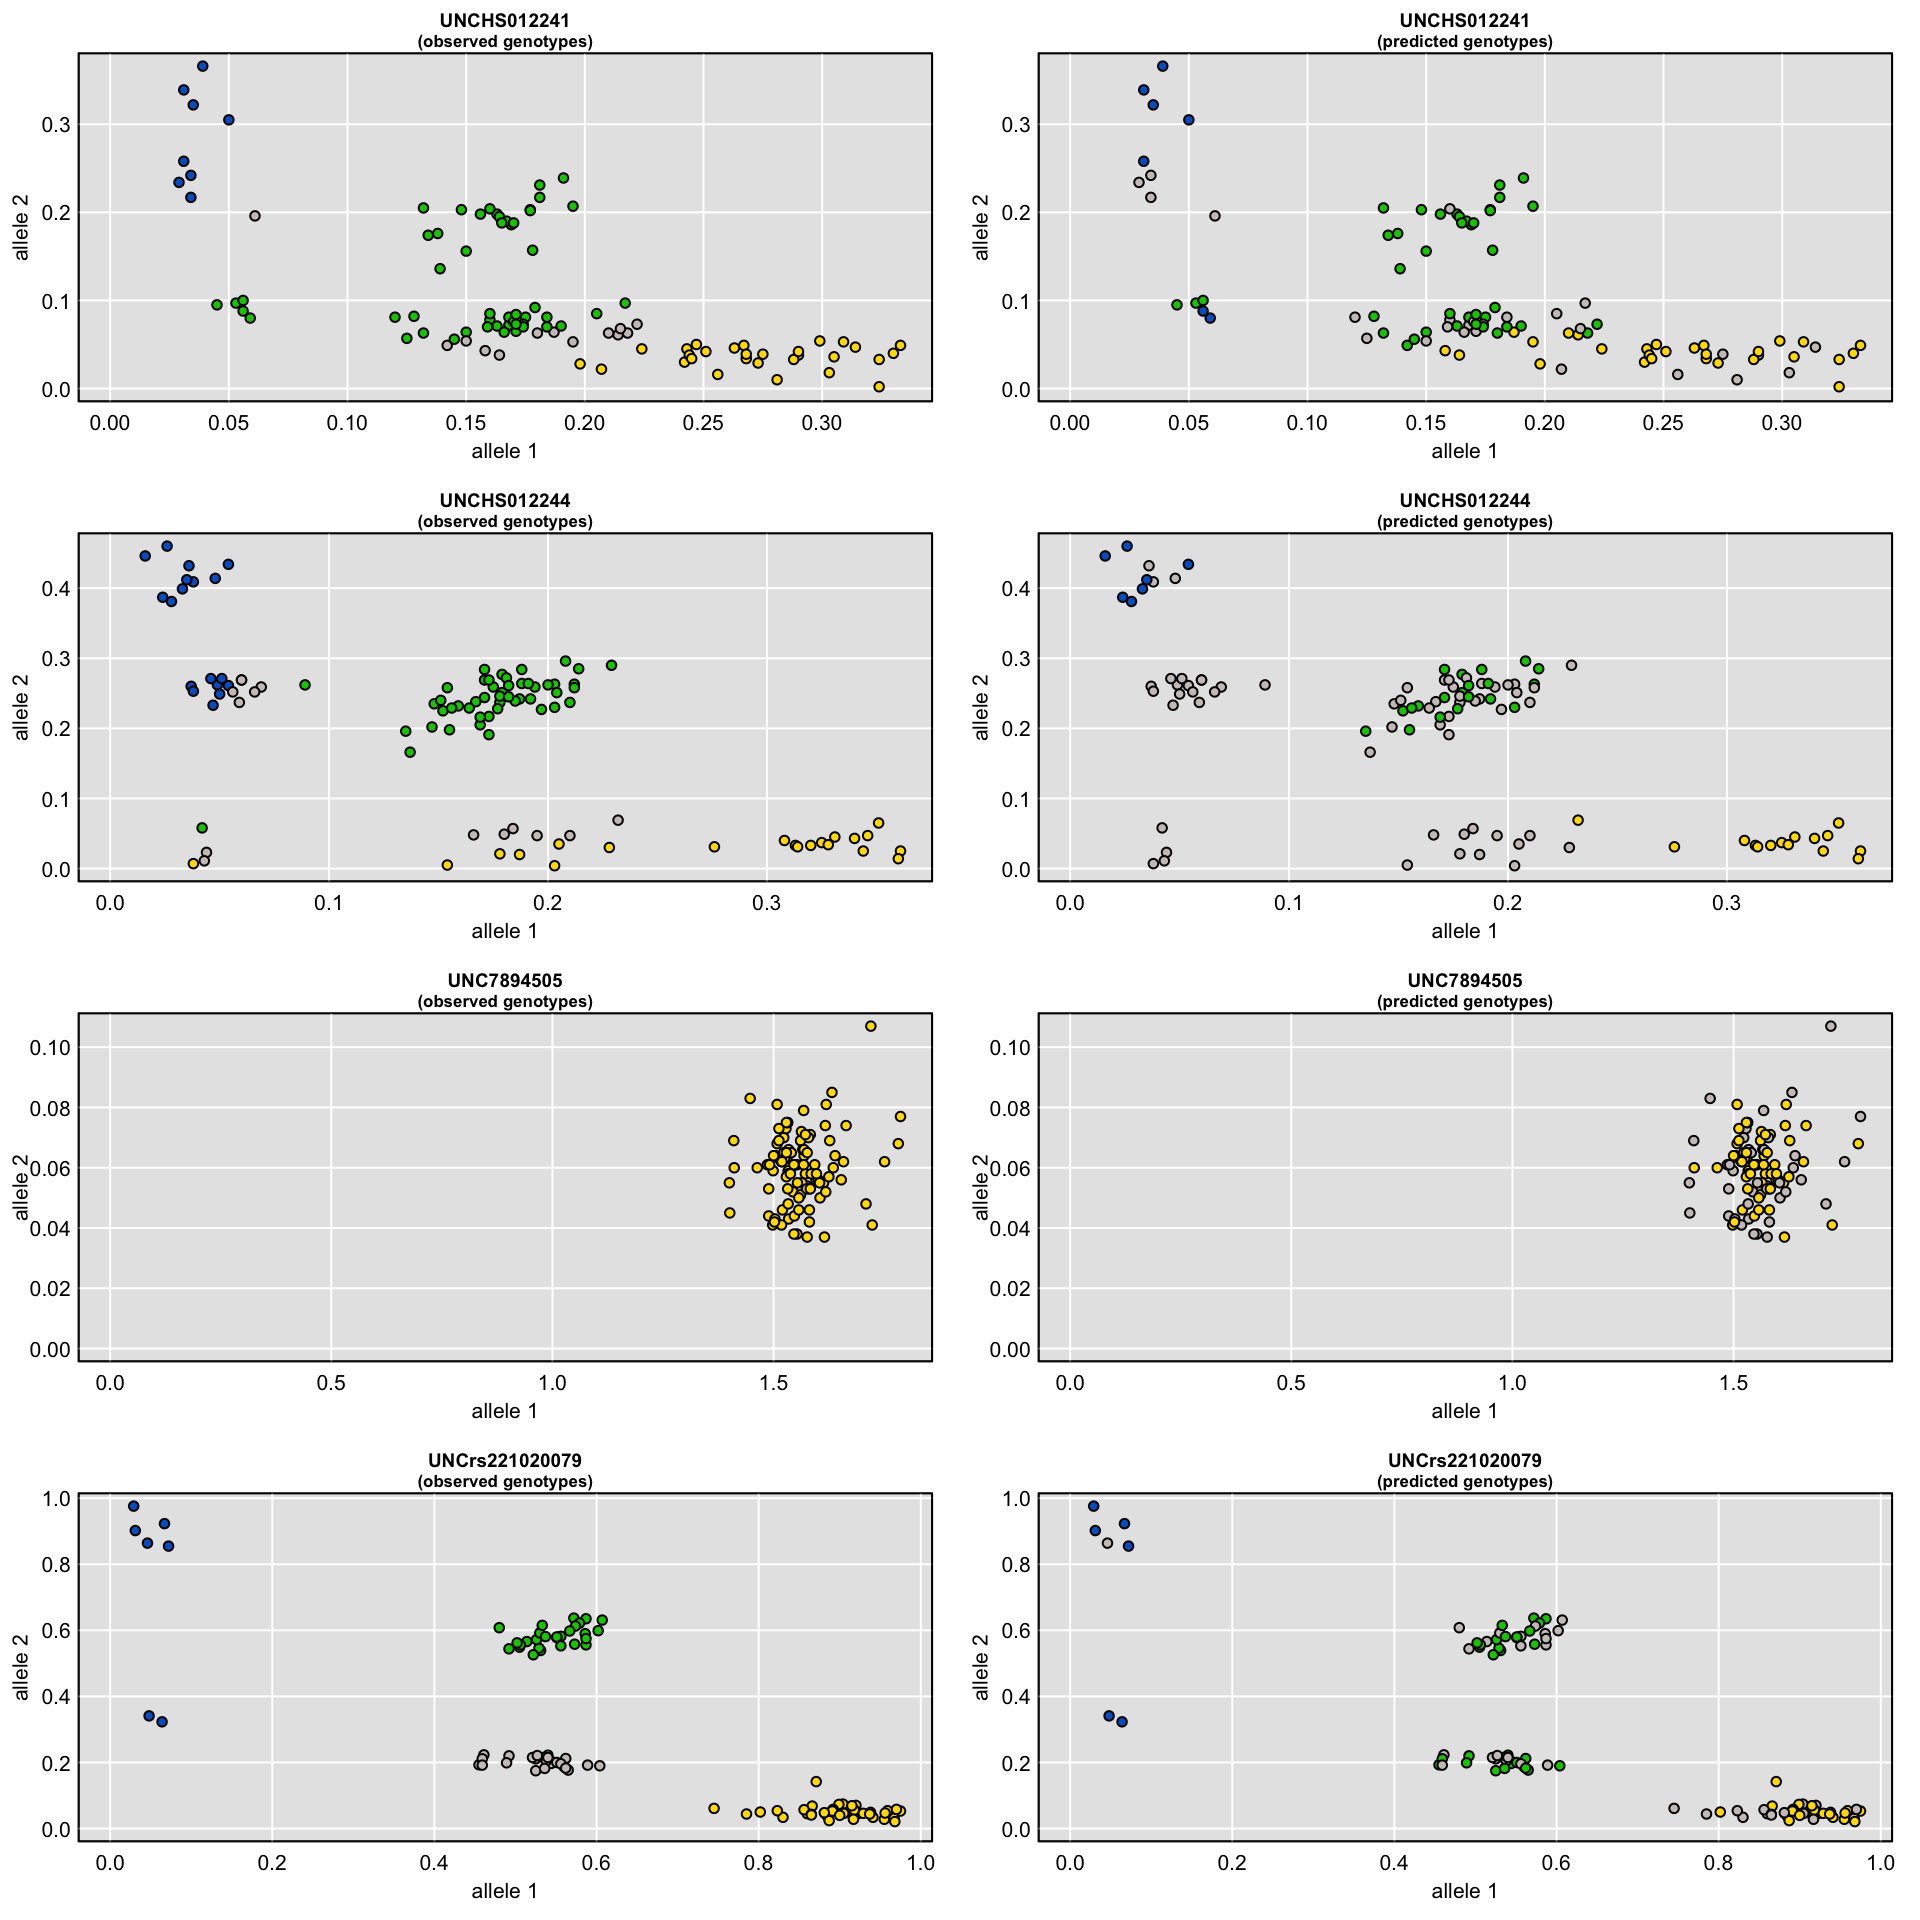 UNCHS012241
(observed genotypes)
allele 2
0.3
0.2
0.1
0.0
0.00 0.05 0.10 0.15 0.20 0.25 0.30
allele 1
UNCHS012241
(predicted genotypes)
allele 2
0.3
0.2
0.1
0.0
0.00 0.05 0.10 0.15 0.20 0.25 0.30
allele 1
UNCHS012244
(observed genotypes)
allele 2
0.4
0.3
0.2
0.1
0.0
0.0 0.1 0.2 0.3
allele 1
UNCHS012244
(predicted genotypes)
allele 2
0.4
0.3
0.2
0.1
0.0
0.0 0.1 0.2 0.3
allele 1
UNC7894505
(observed genotypes)
allele 2
0.10
0.08
0.06
0.04
0.02
0.00
0.0 0.5 1.0 1.5
allele 1
UNC7894505
(predicted genotypes)
allele 2
0.10
0.08
0.06
0.04
0.02
0.00
0.0 0.5 1.0 1.5
allele 1
UNCrs221020079
(observed genotypes)
allele 2
1.0
0.8
0.6
0.4
0.2
0.0
0.0 0.2 0.4 0.6 0.8 1.0
allele 1
UNCrs221020079
(predicted genotypes)
allele 2
1.0
0.8
0.6
0.4
0.2
0.0
0.0 0.2 0.4 0.6 0.8 1.0
allele 1